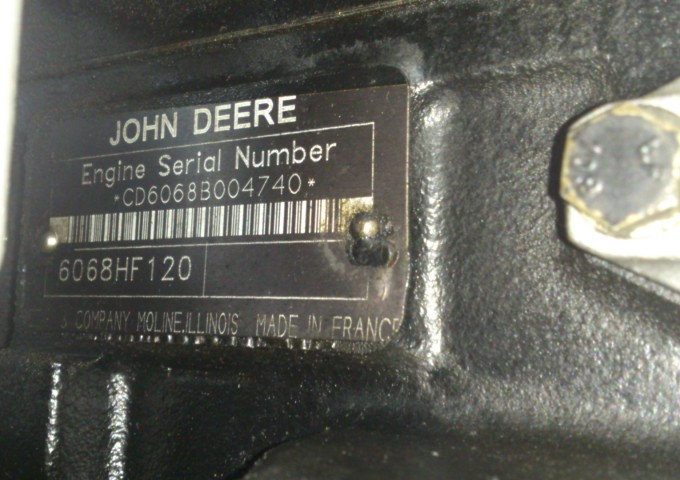 JOHN DEERE
Engine Serial Number
*CD6068B004740*
6068HF120
& COMPANY MOLINE,ILLINOIS MADE IN FRANCE